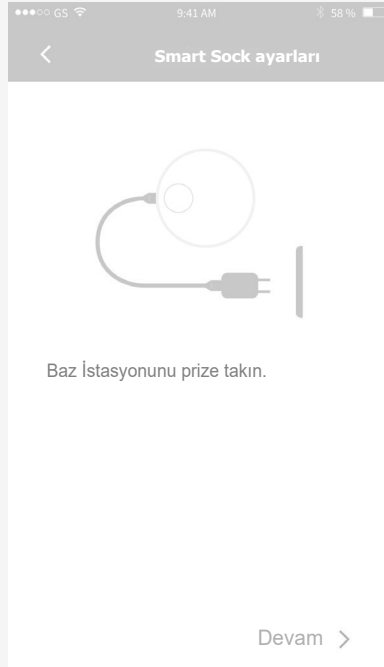 GS 9:41 AM 58 %
Smart Sock ayarları
Baz İstasyonunu prize takın.
Devam